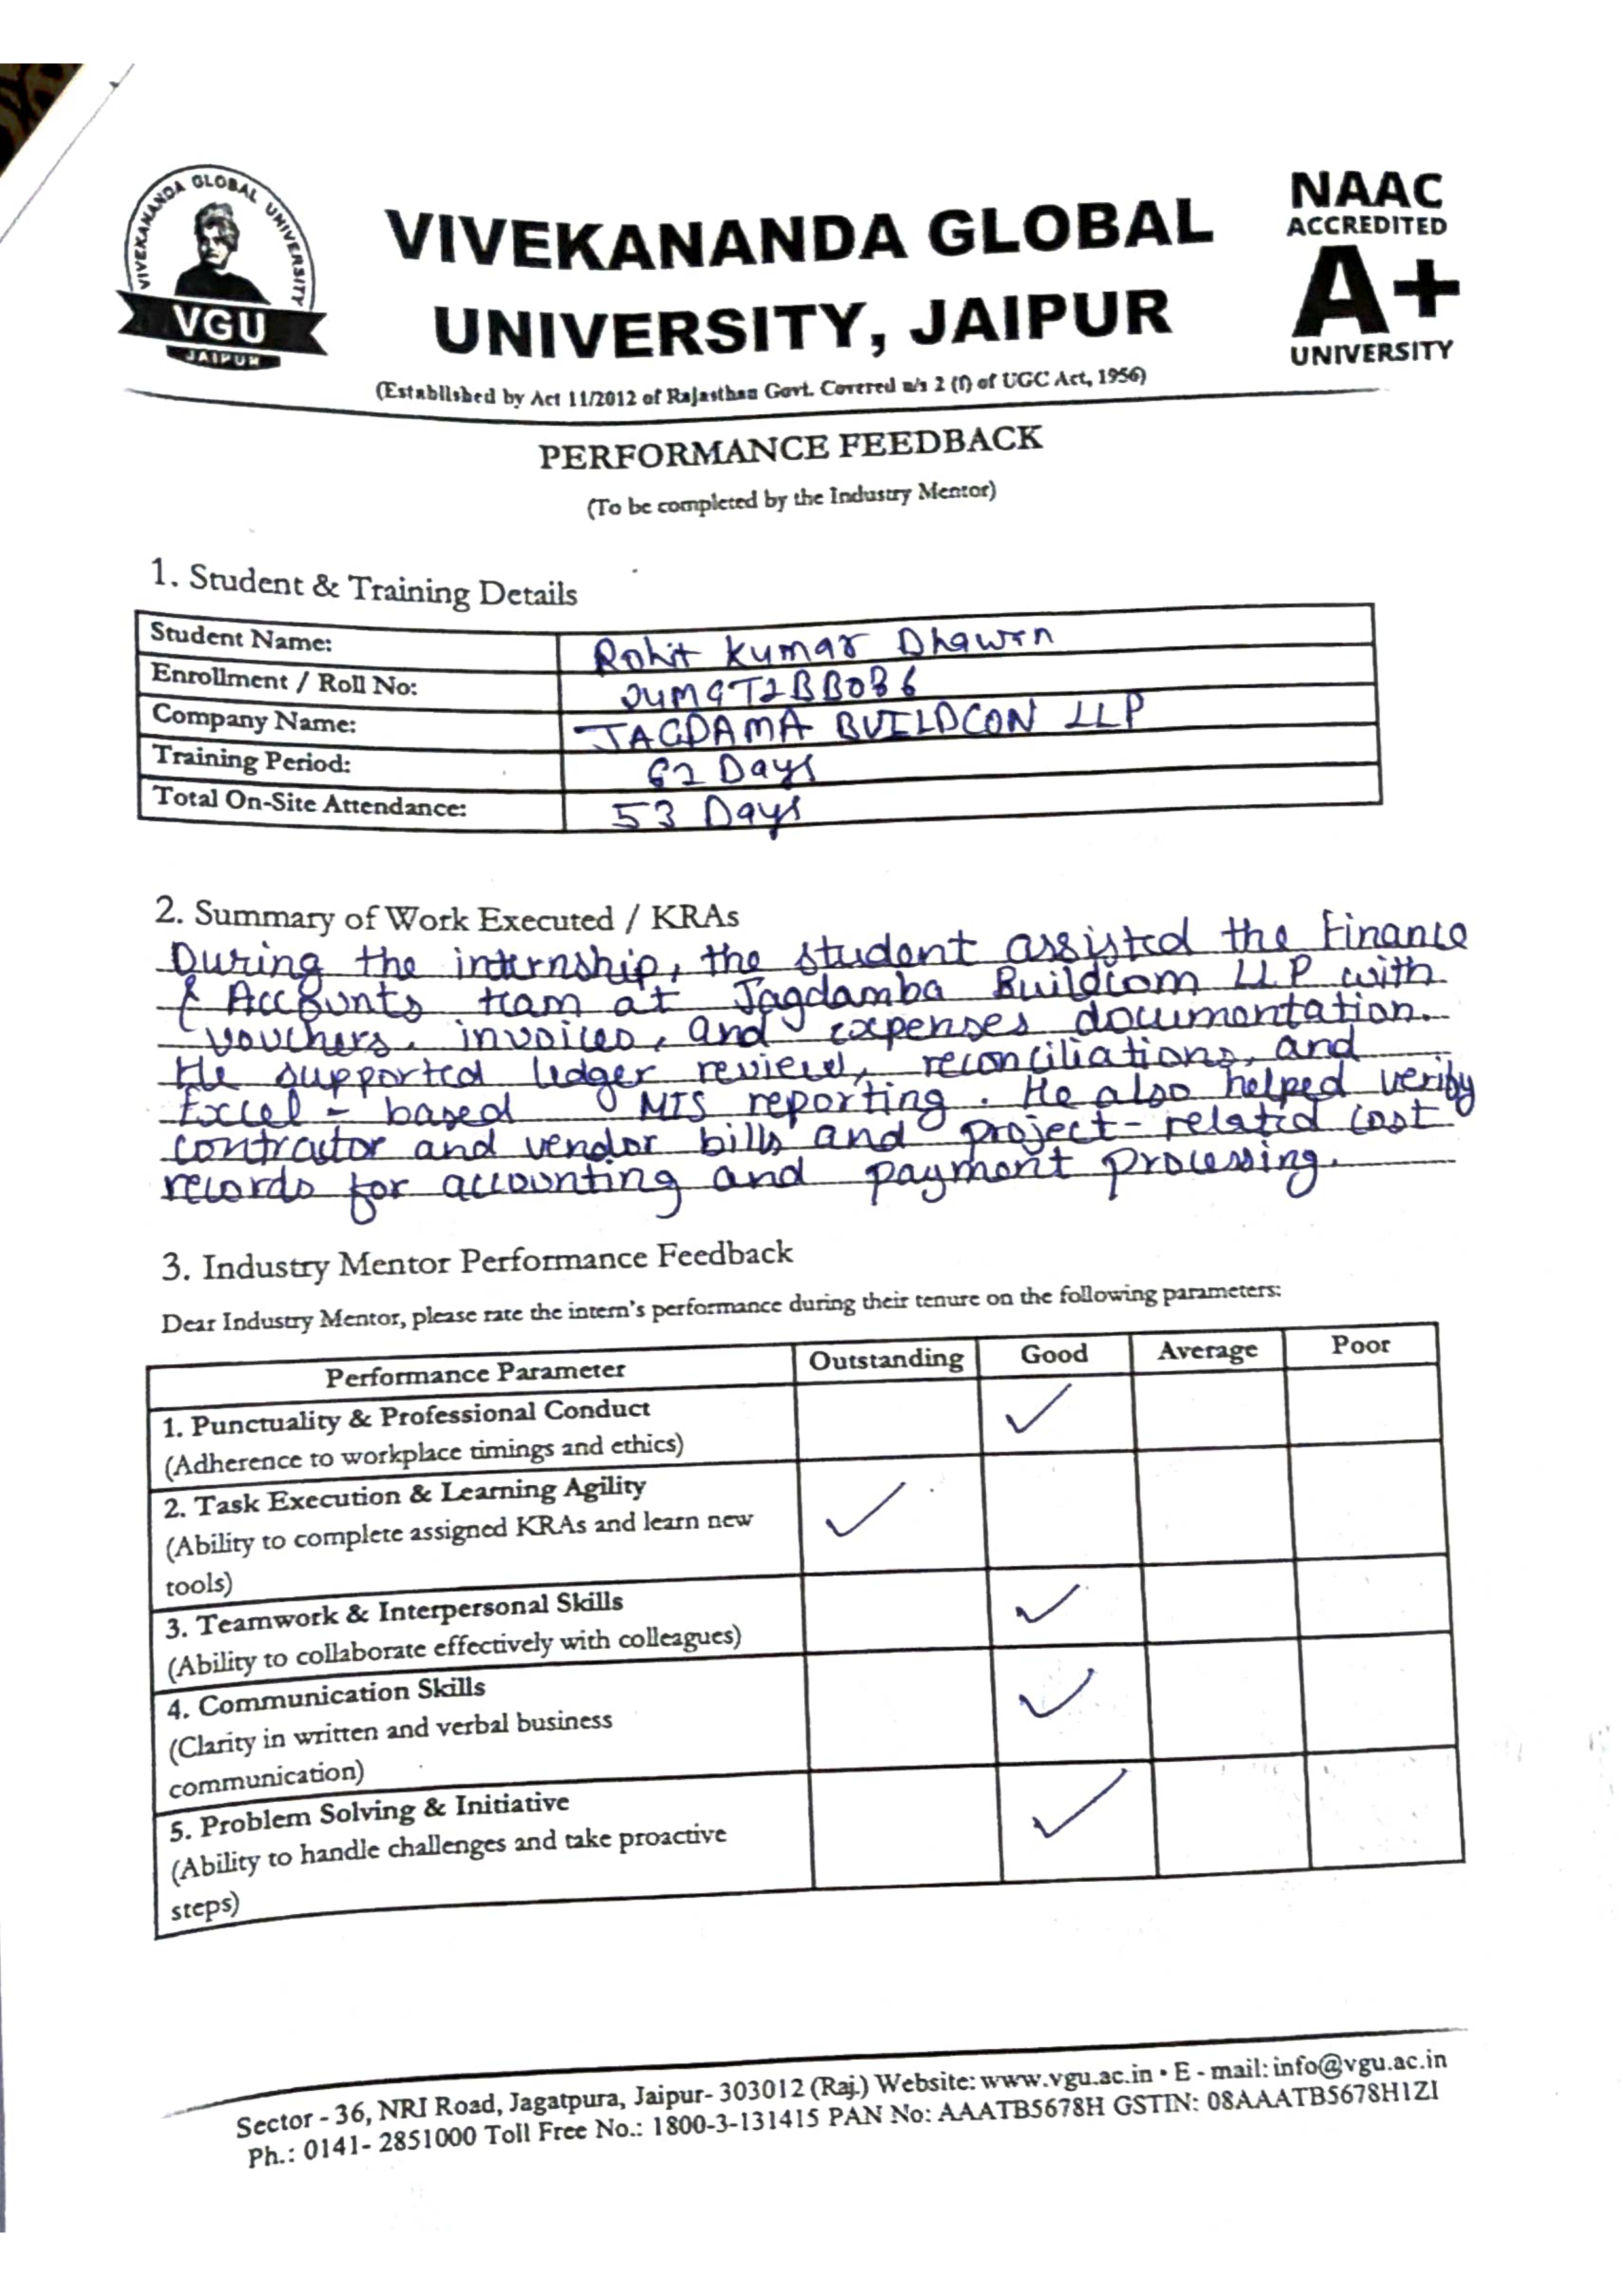 VIVEKANANDA GLOBAL UNIVERSITY
VGU
JAIPUR
VIVEKANANDA GLOBAL
UNIVERSITY, JAIPUR
NAAC
ACCREDITED
A+
UNIVERSITY
(Established by Act 11/2012 of Rajasthan Govt. Covered u/s 2 (f) of UGC Act, 1956)
PERFORMANCE FEEDBACK
(To be completed by the Industry Mentor)
1. Student & Training Details
Student Name: Rohit Kumar
Enrollment / Roll No:
Company Name: JAGDAMA BUILDCON LLP
Training Period: 62 Days
Total On-Site Attendance: 53 Days
2. Summary of Work Executed / KRAs
During the internship, the student assisted the Finance
& Accounts team at Jagdamba Buildcom LLP with
vouchers, invoices, and expenses documentation.
He supported ledger review, reconciliations, and
Excel - based MIS reporting. He also helped verify
contractor and vendor bills and project - related cost
records for accounting and payment processing.
3. Industry Mentor Performance Feedback
Dear Industry Mentor, please rate the intern's performance during their tenure on the following parameters:
Performance Parameter Outstanding Good Average Poor
1. Punctuality & Professional Conduct ✓
(Adherence to workplace timings and ethics)
2. Task Execution & Learning Agility ✓
(Ability to complete assigned KRAs and learn new
tools)
3. Teamwork & Interpersonal Skills ✓
(Ability to collaborate effectively with colleagues)
4. Communication Skills ✓
(Clarity in written and verbal business
communication)
5. Problem Solving & Initiative ✓
(Ability to handle challenges and take proactive
steps)
Sector - 36, NRI Road, Jagatpura, Jaipur- 303012 (Raj.) Website: www.vgu.ac.in • E - mail: info@vgu.ac.in
Ph.: 0141- 2851000 Toll Free No.: 1800-3-131415 PAN No: AAATB5678H GSTIN: 08AAATB5678H1ZI